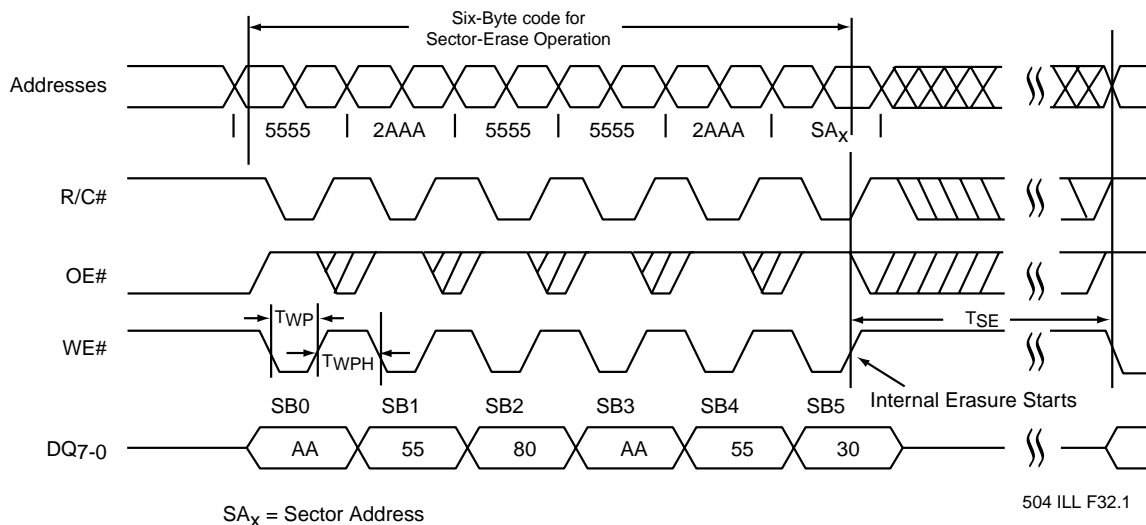 Six-Byte code for
Sector-Erase Operation
Addresses
5555 2AAA 5555 5555 2AAA SAX
R/C#
OE#
TWP
TSE
WE#
TWPH
Internal Erasure Starts
SB0 SB1 SB2 SB3 SB4 SB5
DQ7-0 AA 55 80 AA 55 30
504 ILL F32.1
SAX = Sector Address